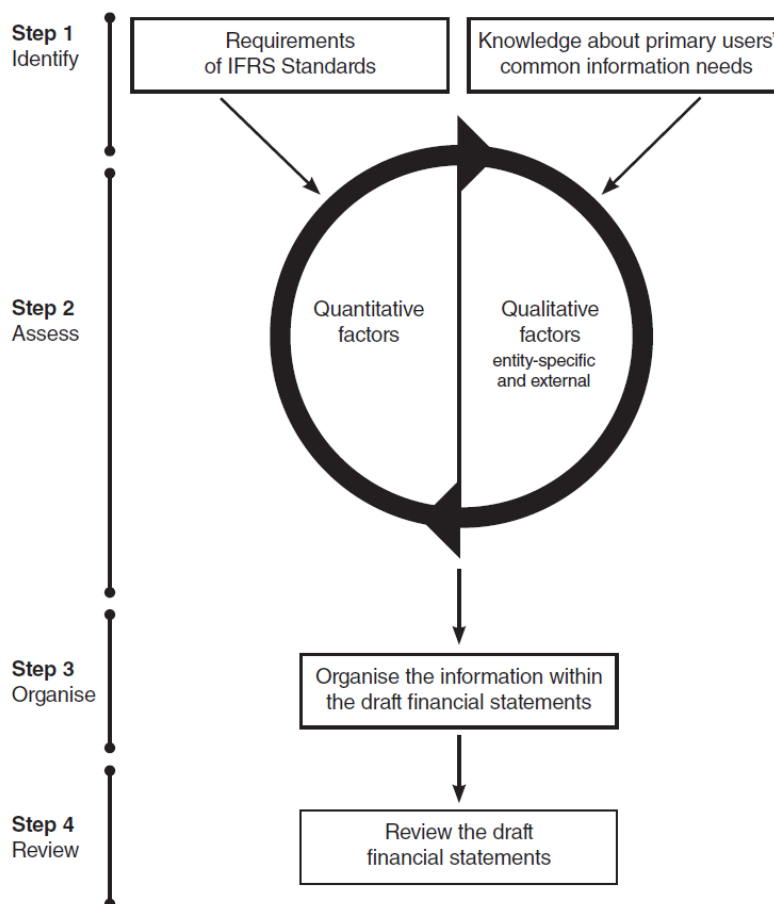 Step 1
Identify
Requirements
of IFRS Standards
Knowledge about primary users'
common information needs
Step 2
Assess
Quantitative
factors
Qualitative
factors
entity-specific
and external
Step 3
Organise
Organise the information within
the draft financial statements
Step 4
Review
Review the draft
financial statements